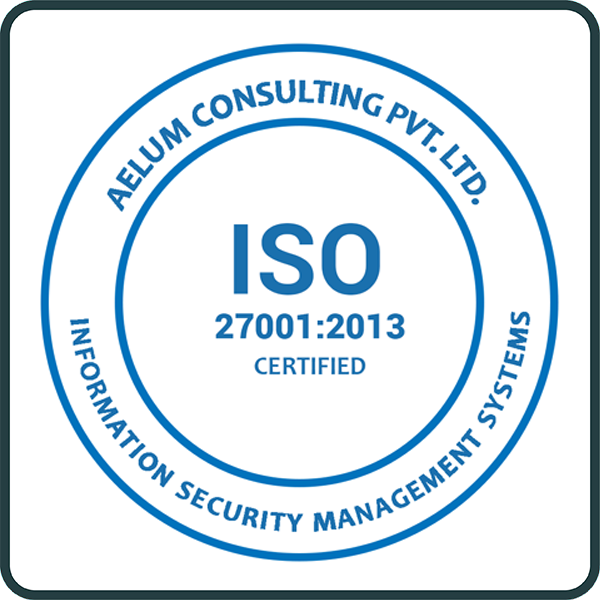 AELUM CONSULTING PVT. LTD.
ISO
27001:2013
CERTIFIED
INFORMATION SECURITY MANAGEMENT SYSTEMS